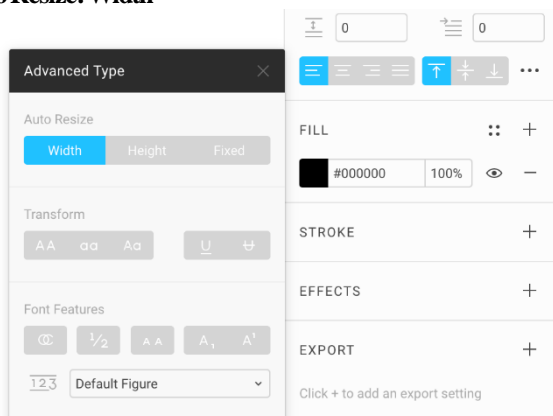 Resize: Width
0
0
Advanced Type
Auto Resize
Width Height Fixed
Transform
AA aa Aa U U
Font Features
1/2 AA A, A'
123 Default Figure
FILL
#000000 100%
STROKE
EFFECTS
EXPORT
Click + to add an export setting